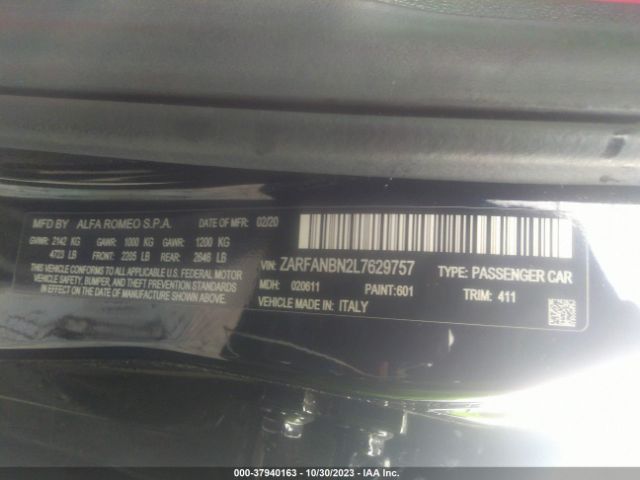 MFD BY ALFA ROMEO S.P.A. DATE OF MFR: 02/20
GVWR: 2142 KG GAWR: 1000 KG GAWR: 1200 KG
4723 LB FRONT: 2205 LB REAR: 2646 LB
THIS VEHICLE CONFORMS TO ALL APPLICABLE U.S. FEDERAL MOTOR
VEHICLE SAFETY, BUMPER, AND THEFT PREVENTION STANDARDS
IN EFFECT ON THE DATE OF MANUFACTURE SHOWN ABOVE.
VIN: ZARFANBN2L7629757 TYPE: PASSENGER CAR
MDH: 020611 PAINT:601 TRIM: 411
VEHICLE MADE IN: ITALY
000-37940163 - 10/30/2023 - IAA Inc.